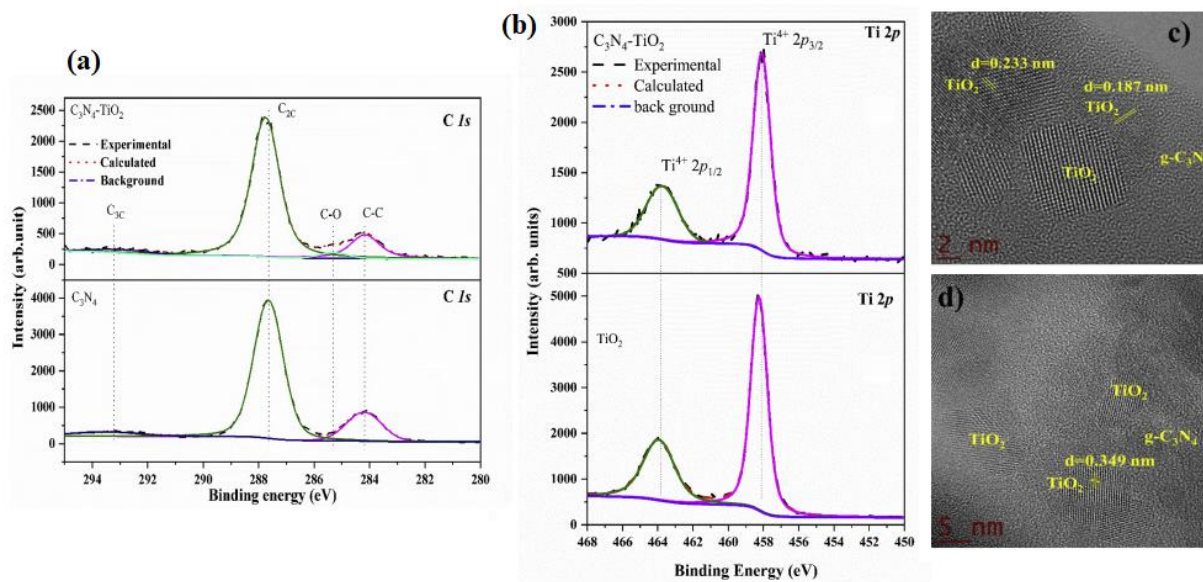 (a)
C 1s
C₃N₄-TiO₂
Experimental
Calculated
Background
C₂C
C₃C
C-O
C-C
2500
2000
1500
1000
500
0
C 1s
C₃N₄
4000
3000
2000
1000
0
294 292 290 288 286 284 282 280
Binding energy (eV)
Intensity (arb.unit)
(b)
Ti⁴⁺ 2p₃/₂
Ti 2p
C₃N₄-TiO₂
Experimental
Calculated
back ground
Ti⁴⁺ 2p₁/₂
3000
2500
2000
1500
1000
500
Ti 2p
TiO₂
5000
4000
3000
2000
1000
0
468 466 464 462 460 458 456 454 452 450
Binding Energy (eV)
Intensity (arb. units)
c)
d=0.233 nm
TiO₂
d=0.187 nm
TiO₂
g-C₃N
TiO₂
2 nm
d)
TiO₂
g-C₃N₄
TiO₂
d=0.349 nm
TiO₂
5 nm